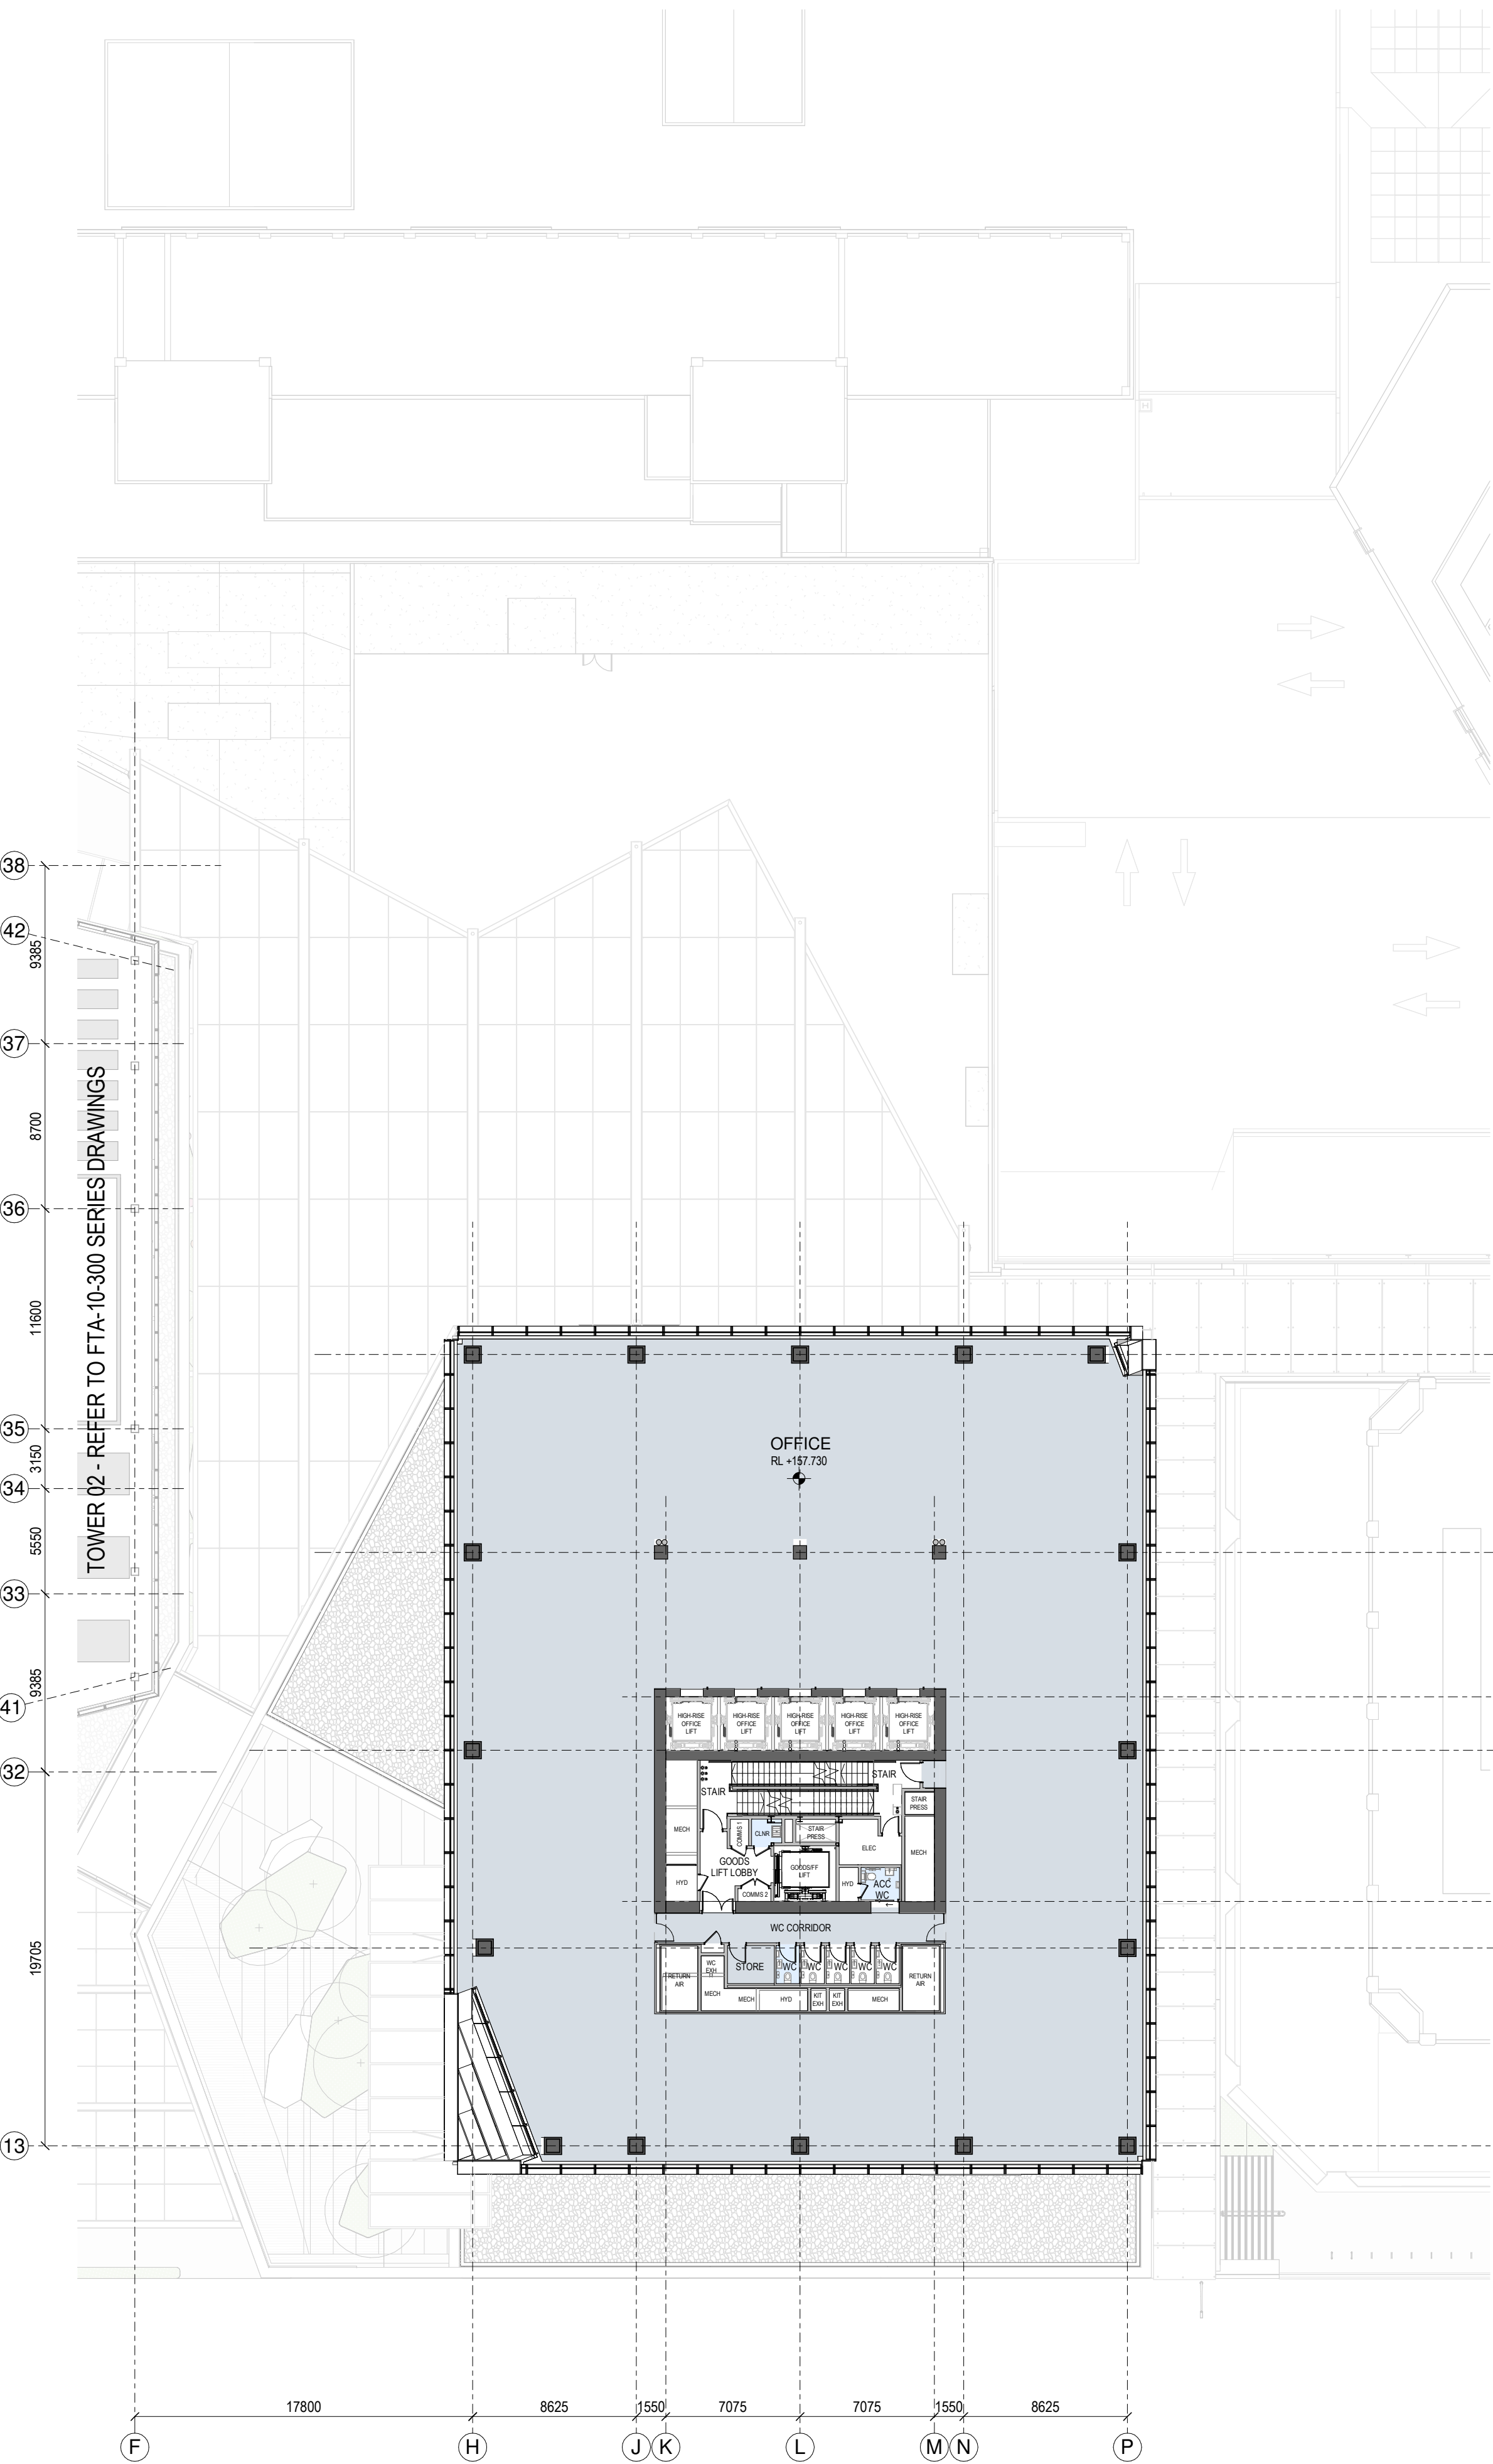 38
42
9385
37
8700
TOWER 02 - REFER TO FTA-10-300 SERIES DRAWINGS
36
11600
35
3150
34
5550
33
9385
41
32
19705
13
OFFICE
RL +157.730
HIGH-RISE
OFFICE
LIFT
HIGH-RISE
OFFICE
LIFT
HIGH-RISE
OFFICE
LIFT
HIGH-RISE
OFFICE
LIFT
HIGH-RISE
OFFICE
LIFT
STAIR
STAIR
STAIR
PRESS
MECH
COMMS 1
CLNR
STAIR
PRESS
ELEC
MECH
GOODS
LIFT LOBBY
GOODS/FF
LIFT
HYD
COMMS 2
HYD
ACC
WC
WC CORRIDOR
RETURN
AIR
WC
EXH
STORE
WC
WC
WC
WC
WC
RETURN
AIR
MECH
MECH
HYD
KIT
EXH
KIT
EXH
MECH
17800
8625
1550
7075
7075
1550
8625
F
H
J
K
L
M
N
P